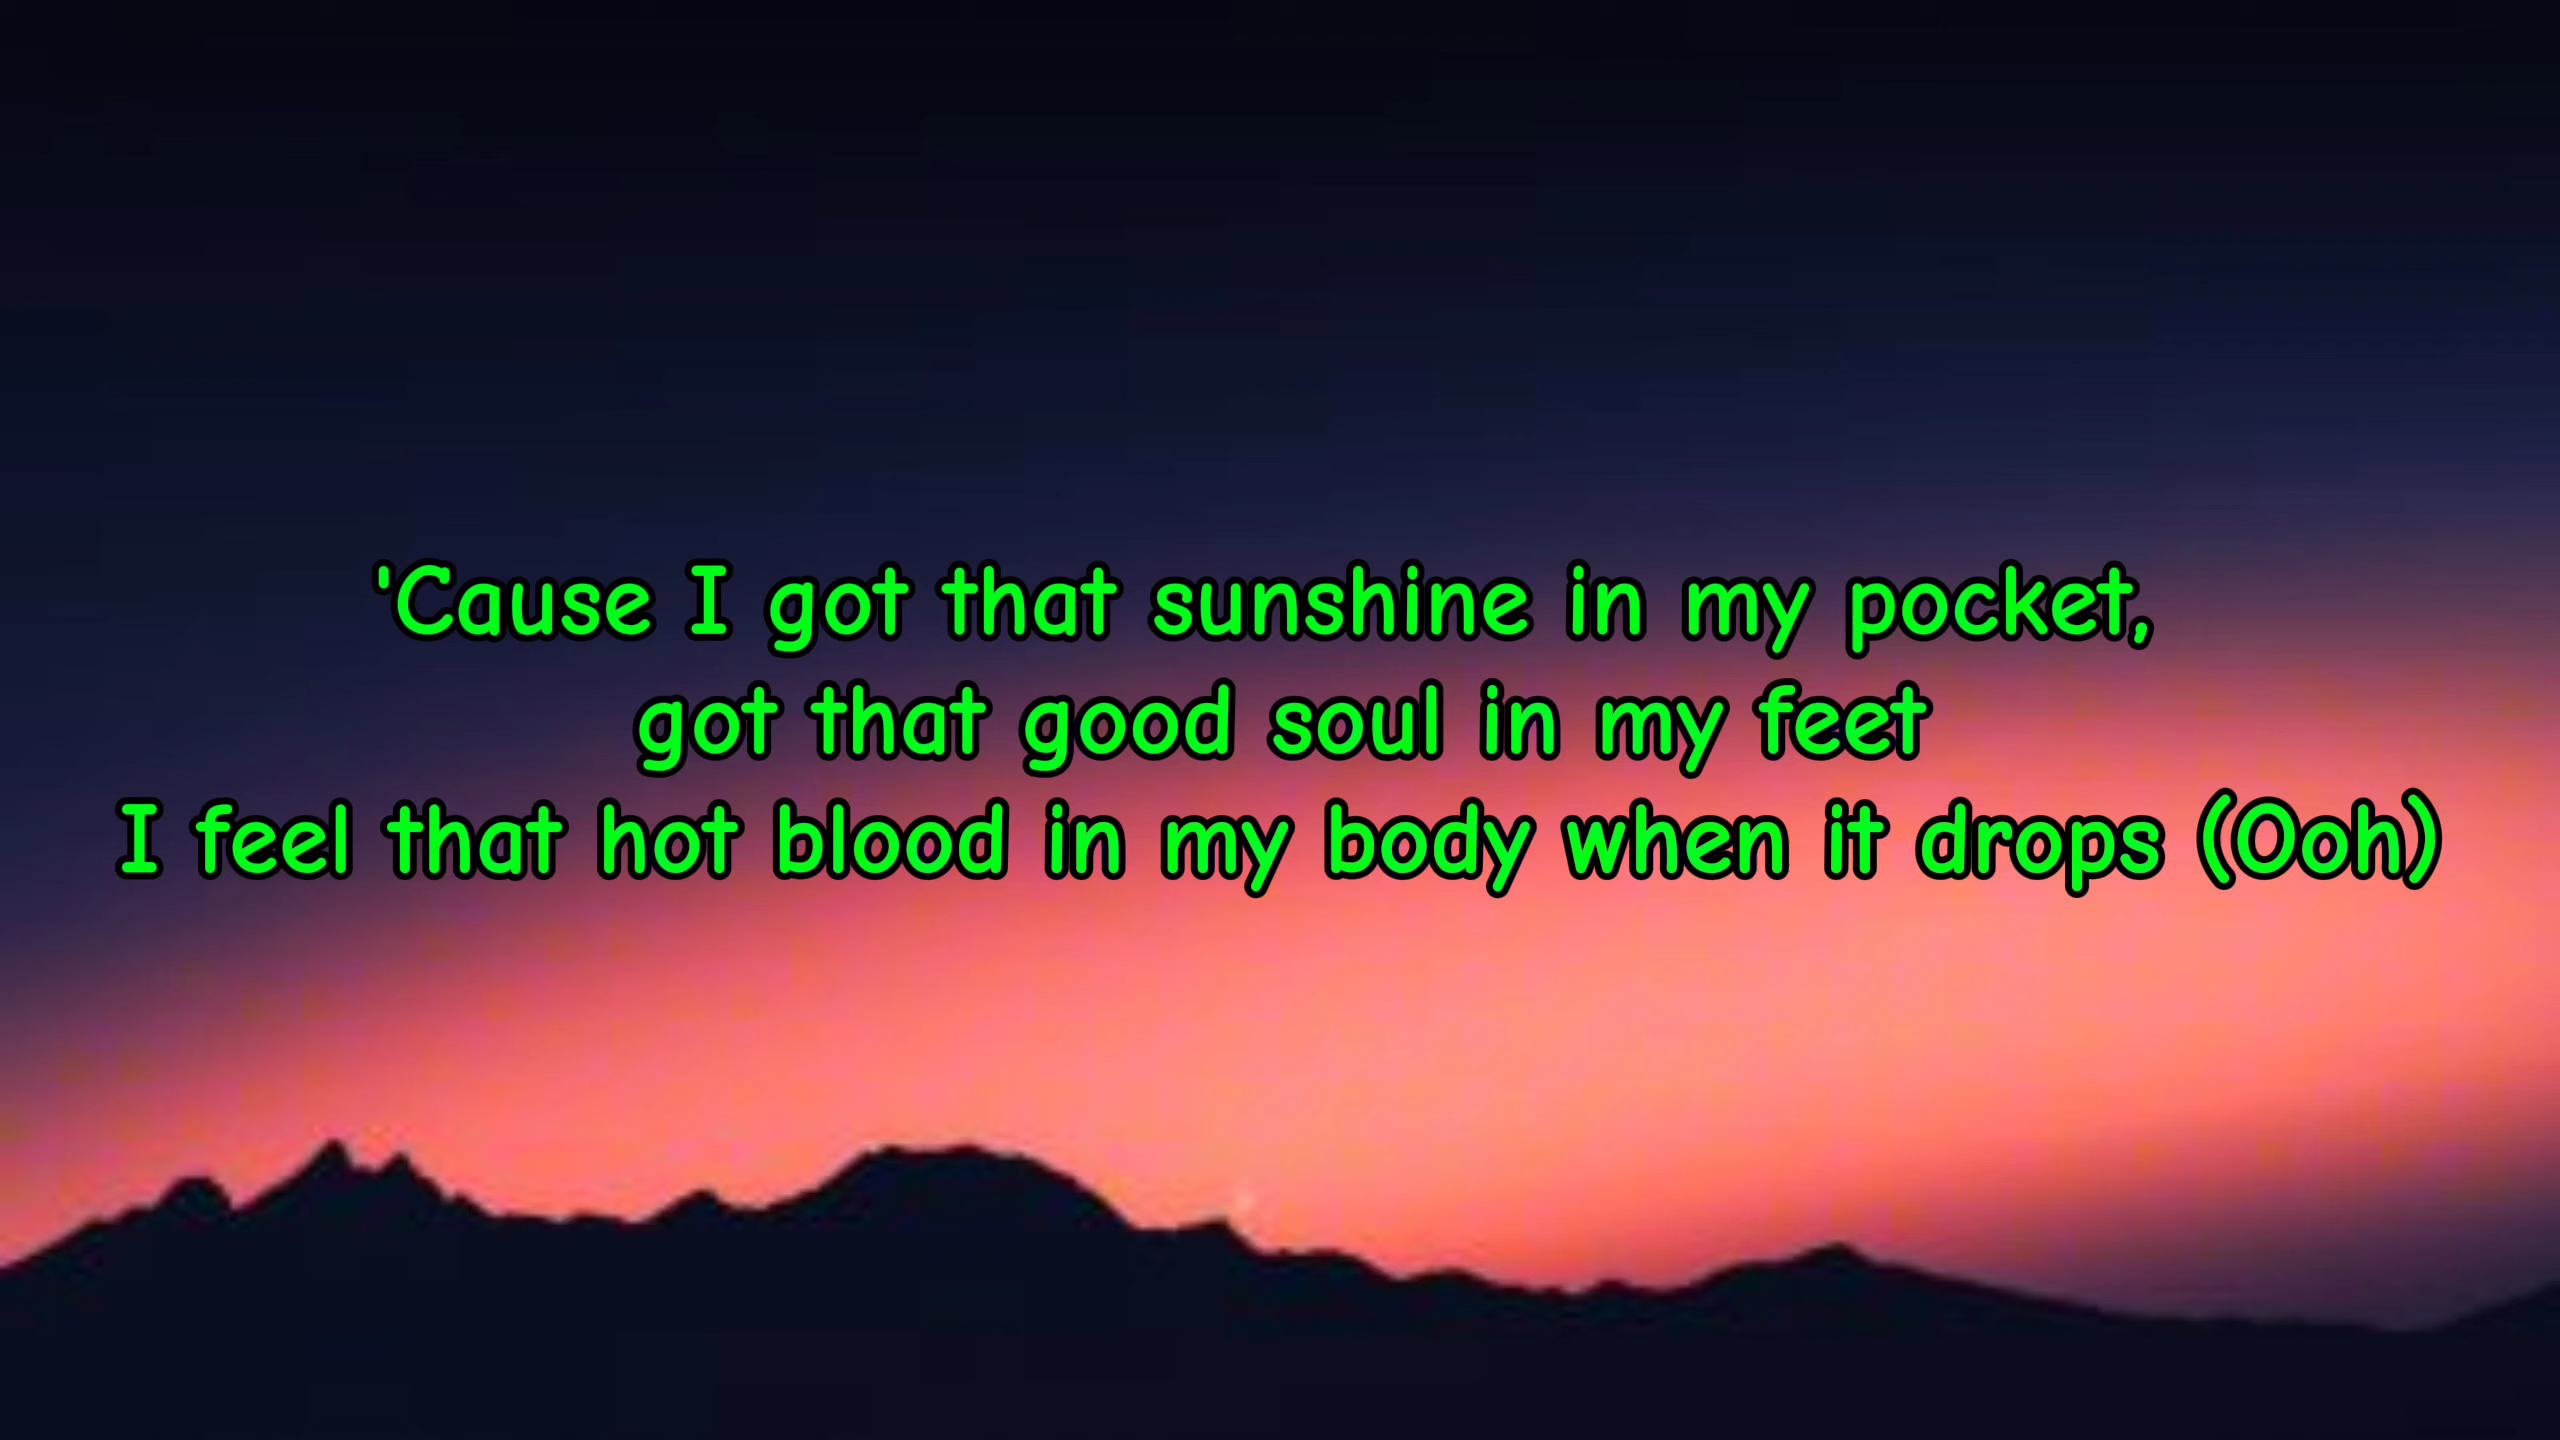 'Cause I got that sunshine in my pocket,
got that good soul in my feet
I feel that hot blood in my body when it drops (Ooh)